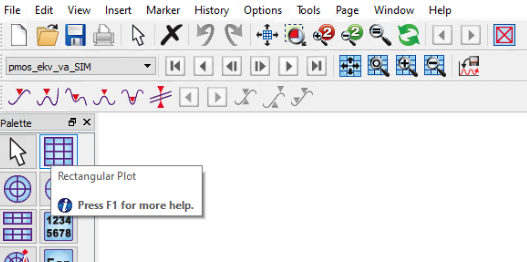 File Edit View Insert Marker History Options Tools Page Window Help
pmos_ekv_va_SIM
Palette
Rectangular Plot
Press F1 for more help.
1234
5678